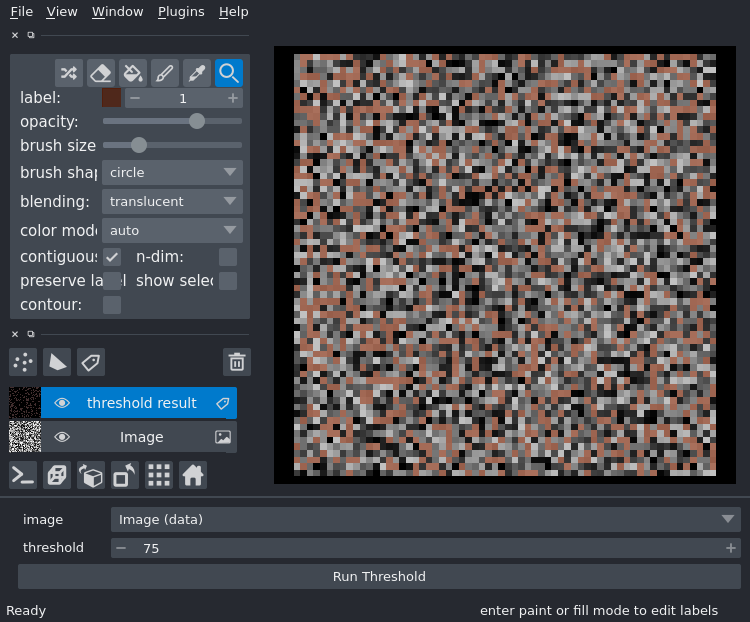 File View Window Plugins Help
label: 1
opacity:
brush size
brush shap
circle
blending:
translucent
color mode
auto
contiguous
n-dim:
preserve label
show selec
contour:
threshold result
Image
image
Image (data)
threshold
75
Run Threshold
Ready
enter paint or fill mode to edit labels